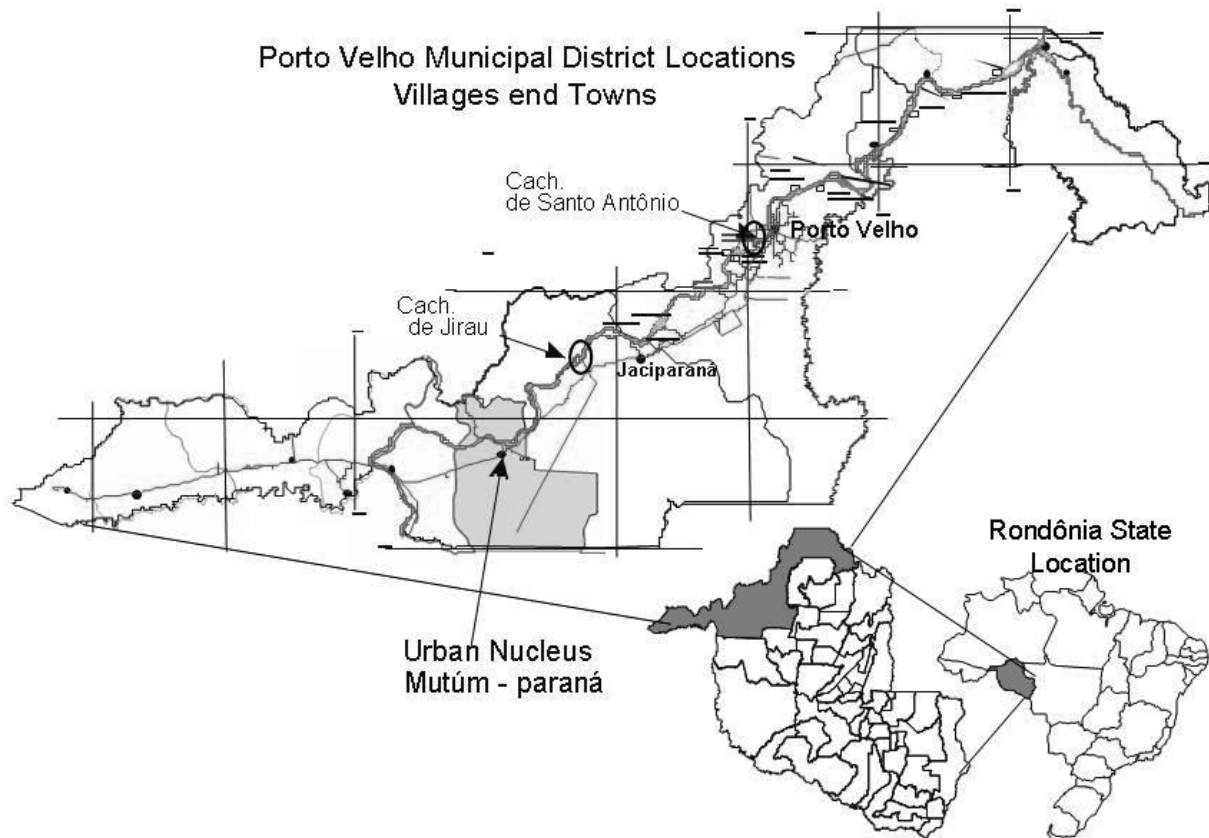 Porto Velho Municipal District Locations
Villages end Towns
Cach.
de Santo Antônio
Porto Velho
Cach.
de Jirau
Jaciparaná
Urban Nucleus
Mutúm - paraná
Rondônia State
Location